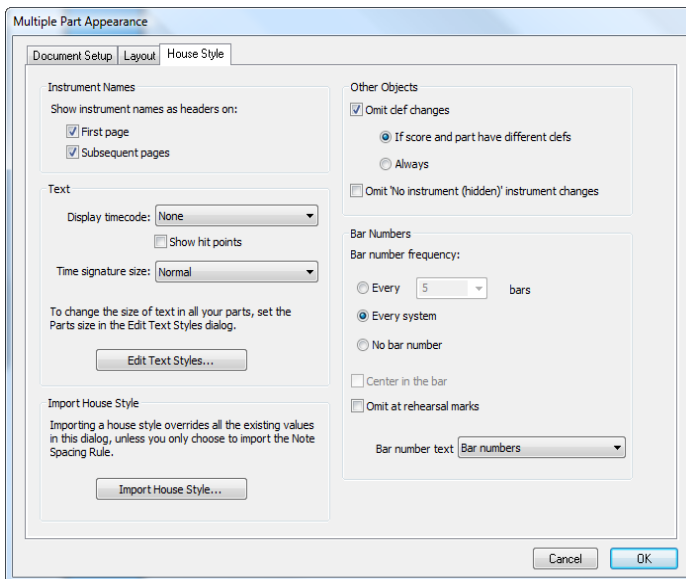 Multiple Part Appearance
Document Setup
Layout
House Style
Instrument Names
Show instrument names as headers on:
First page
Subsequent pages
Text
Display timecode: None
Show hit points
Time signature size: Normal
To change the size of text in all your parts, set the
Parts size in the Edit Text Styles dialog.
Edit Text Styles...
Import House Style
Importing a house style overrides all the existing values
in this dialog, unless you only choose to import the Note
Spacing Rule.
Import House Style...
Other Objects
Omit clef changes
If score and part have different clefs
Always
Omit 'No instrument (hidden)' instrument changes
Bar Numbers
Bar number frequency:
Every 5 bars
Every system
No bar number
Center in the bar
Omit at rehearsal marks
Bar number text Bar numbers
Cancel
OK